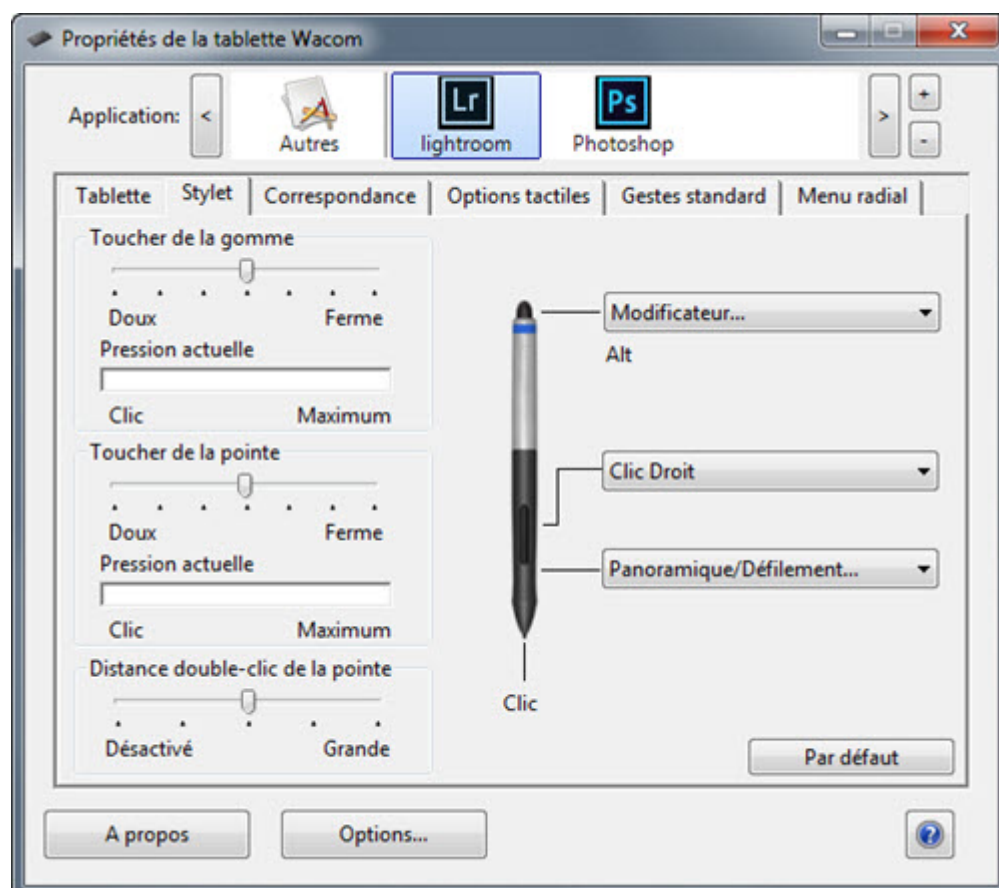 Propriétés de la tablette Wacom
Application: < Lr Ps > +
Autres lightroom Photoshop -
Tablette Stylet Correspondance Options tactiles Gestes standard Menu radial
Toucher de la gomme
Doux Ferme
Pression actuelle
Clic Maximum
Toucher de la pointe
Doux Ferme
Pression actuelle
Clic Maximum
Distance double-clic de la pointe
Désactivé Grande
Modificateur...
Alt
Clic Droit
Panoramique/Défilement...
Clic
Par défaut
A propos Options... ?